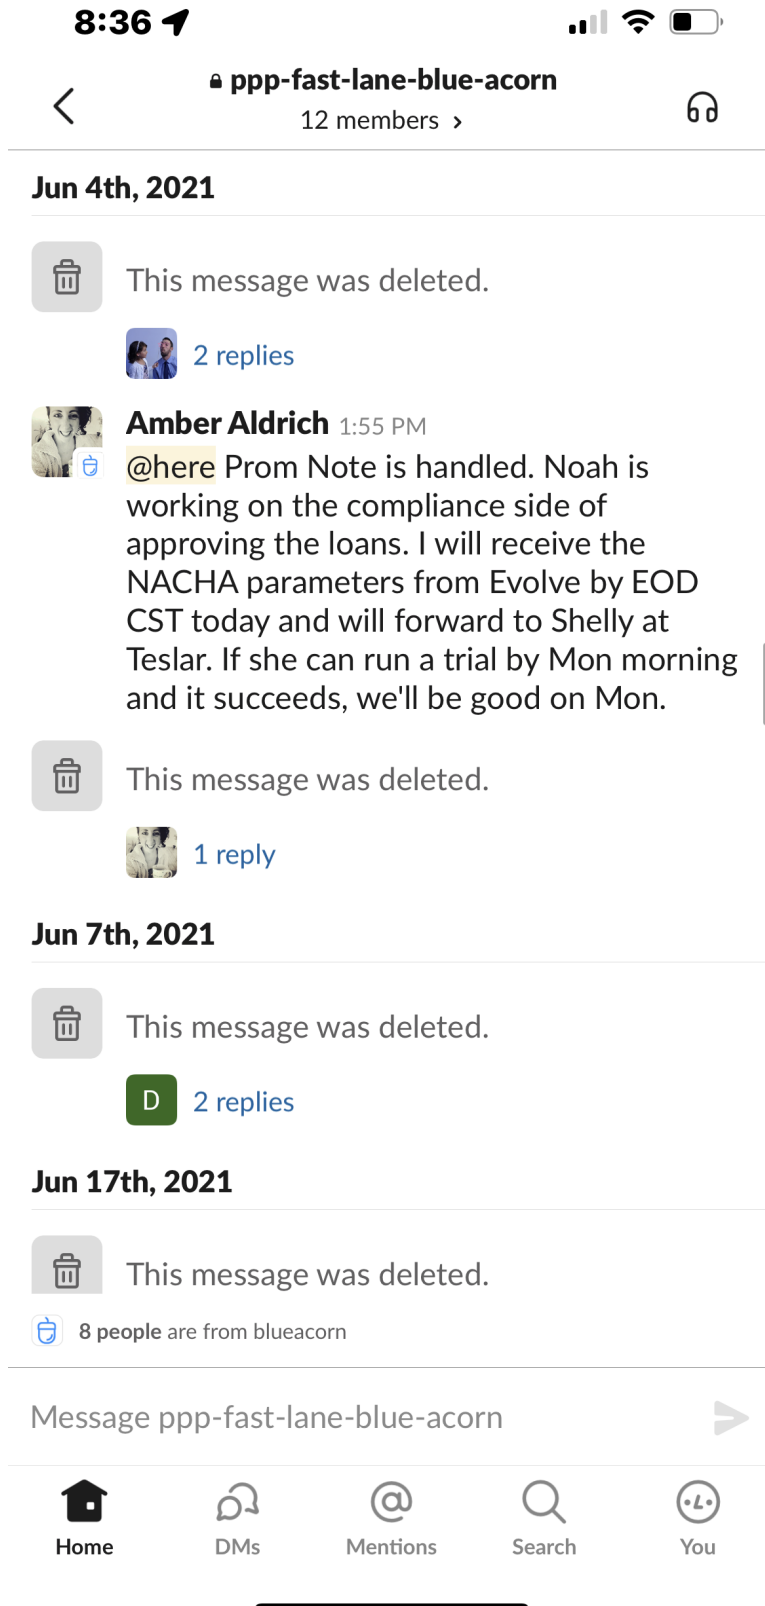 8:36
ppp-fast-lane-blue-acorn
12 members >
Jun 4th, 2021
This message was deleted.
2 replies
Amber Aldrich 1:55 PM
@here Prom Note is handled. Noah is
working on the compliance side of
approving the loans. I will receive the
NACHA parameters from Evolve by EOD
CST today and will forward to Shelly at
Teslar. If she can run a trial by Mon morning
and it succeeds, we'll be good on Mon.
This message was deleted.
1 reply
Jun 7th, 2021
This message was deleted.
D
2 replies
Jun 17th, 2021
This message was deleted.
8 people are from blueacorn
Message ppp-fast-lane-blue-acorn
Home
DMs
Mentions
Search
You